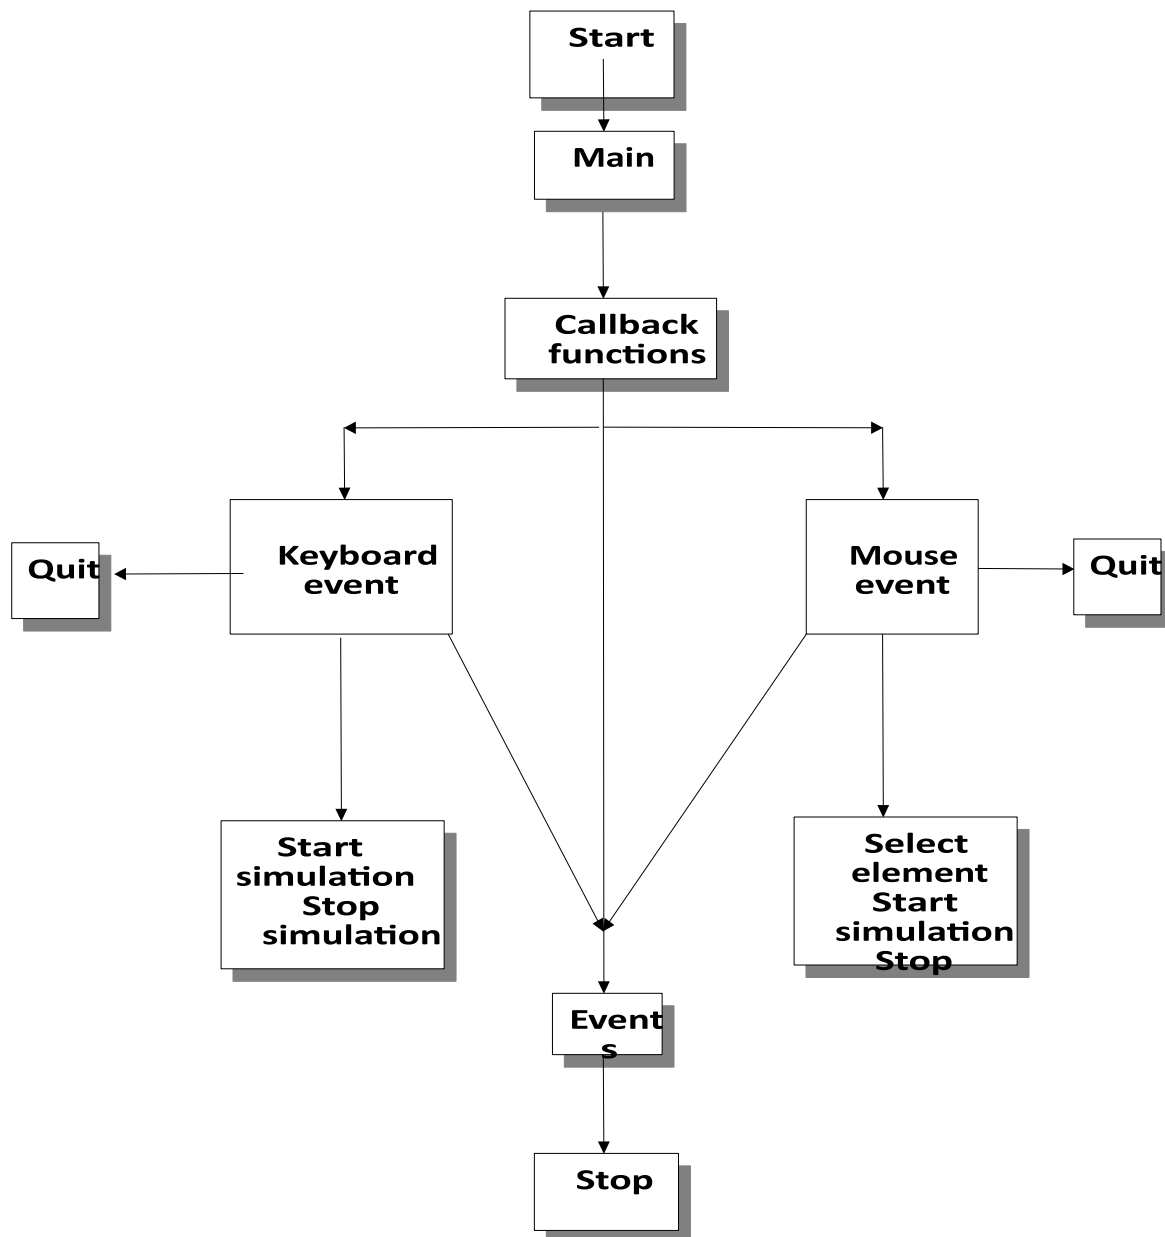 Start
Main
Callback
functions
Quit
Keyboard
event
Mouse
event
Quit
Start
simulation
Stop
simulation
Select
element
Start
simulation
Stop
Event
s
Stop